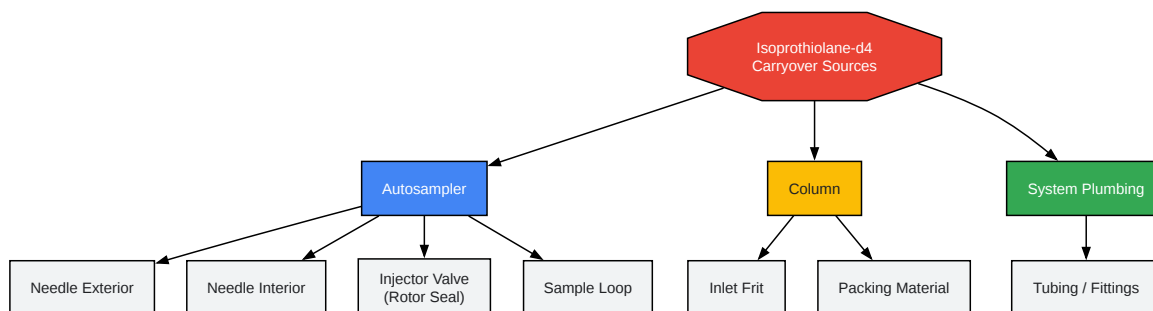 Isoprothiolane-d4
Carryover Sources
Autosampler
Column
System Plumbing
Needle Exterior
Needle Interior
Injector Valve
(Rotor Seal)
Sample Loop
Inlet Frit
Packing Material
Tubing / Fittings